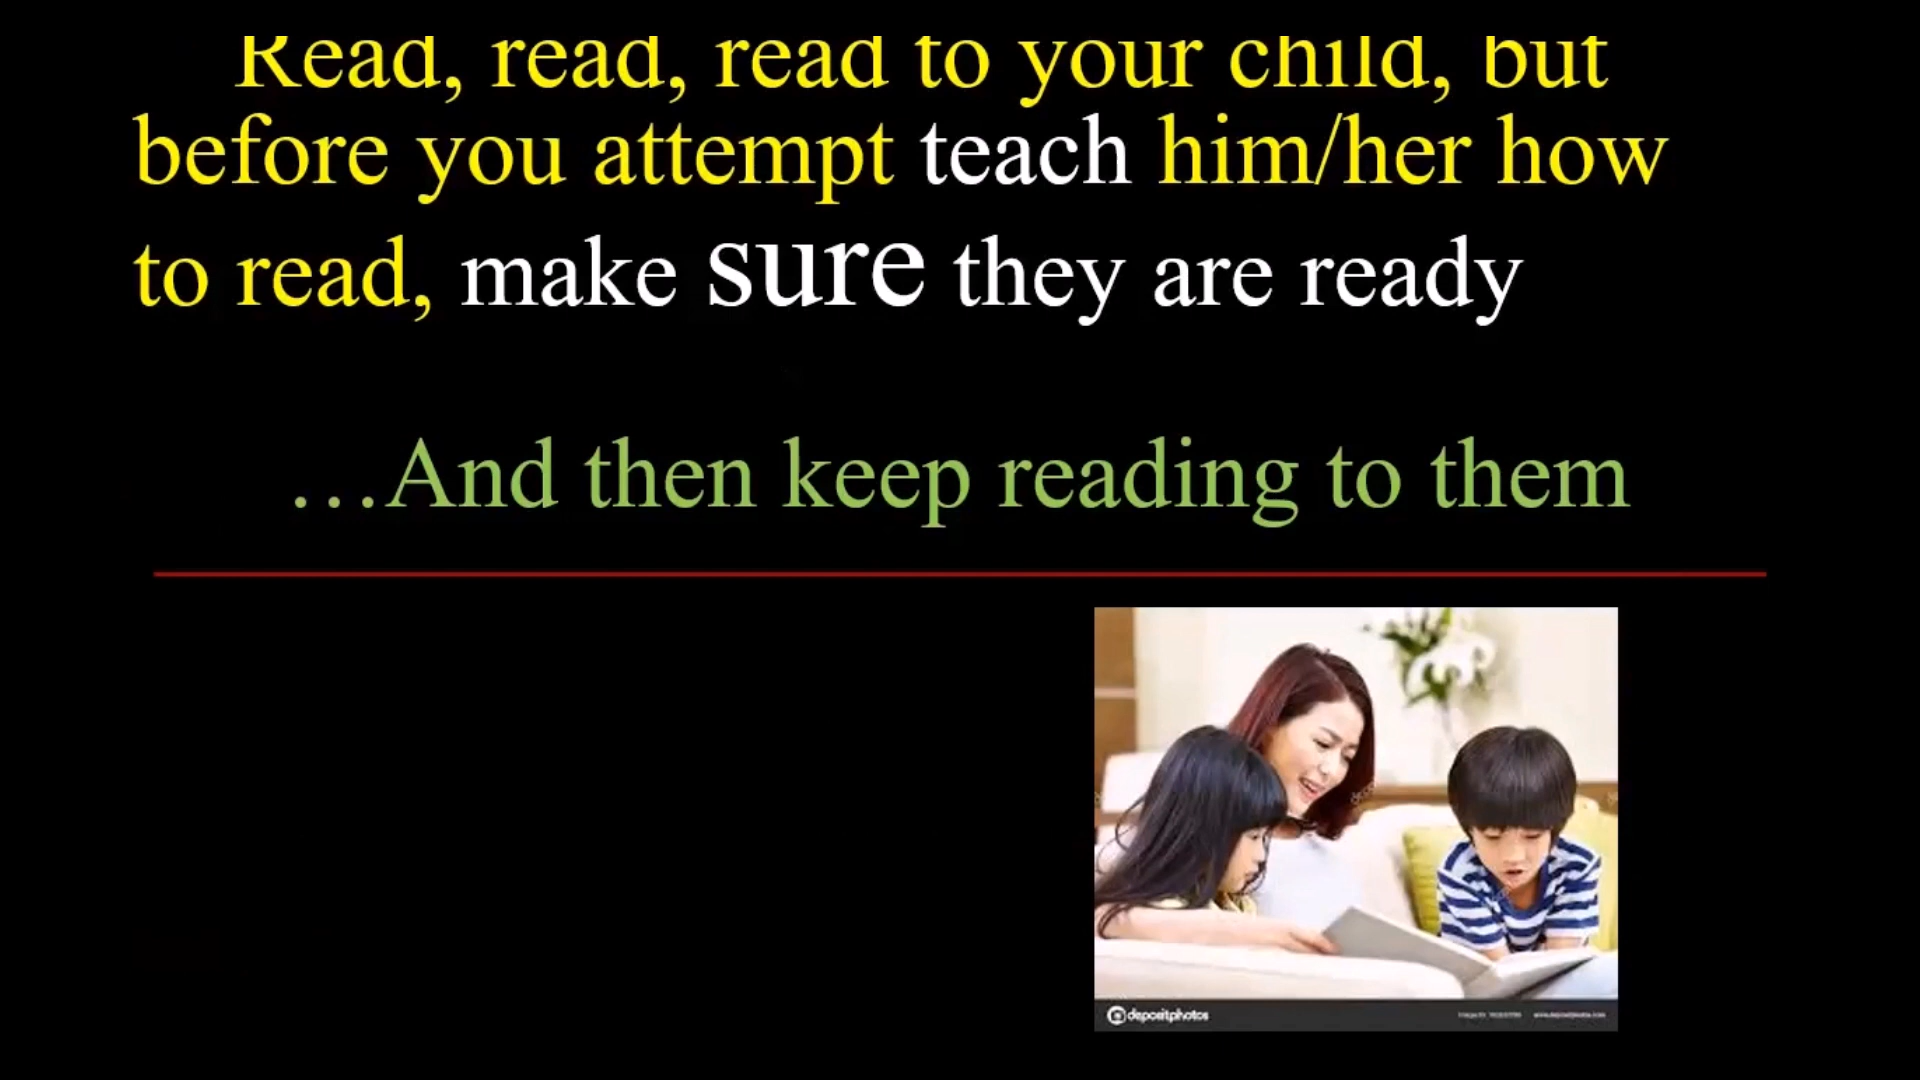 Read, read, read to your child, but
before you attempt teach him/her how
to read, make sure they are ready
…And then keep reading to them
depositphotos